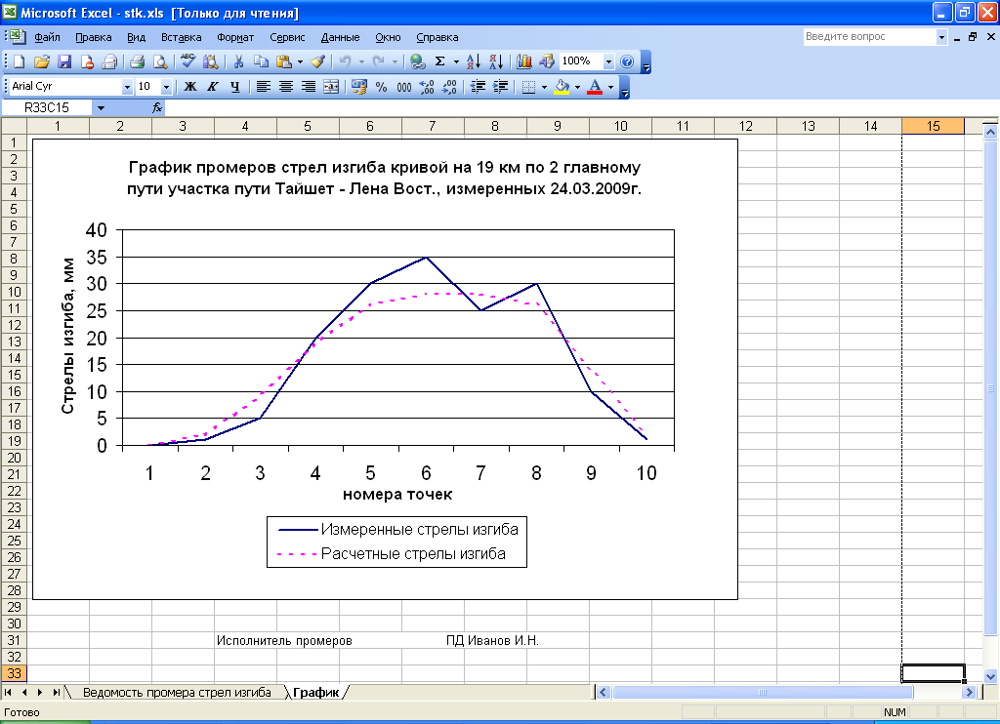 Microsoft Excel - stk.xls [Только для чтения]
Файл Правка Вид Вставка Формат Сервис Данные Окно Справка Введите вопрос
100%
Arial Cyr 10 Ж К Ч % 000
R33C15 fx
1 2 3 4 5 6 7 8 9 10 11 12 13 14 15
1
2
3
4
5
6
7
8
9
10
11
12
13
14
15
16
17
18
19
20
21
22
23
24
25
26
27
28
29
30
31
32
33
График промеров стрел изгиба кривой на 19 км по 2 главному
пути участка пути Тайшет - Лена Вост., измеренных 24.03.2009г.
Стрелы изгиба, мм
40
35
30
25
20
15
10
5
0
1 2 3 4 5 6 7 8 9 10
номера точек
Измеренные стрелы изгиба
Расчетные стрелы изгиба
Исполнитель промеров ПД Иванов И.Н.
Ведомость промера стрел изгиба График
Готово NUM